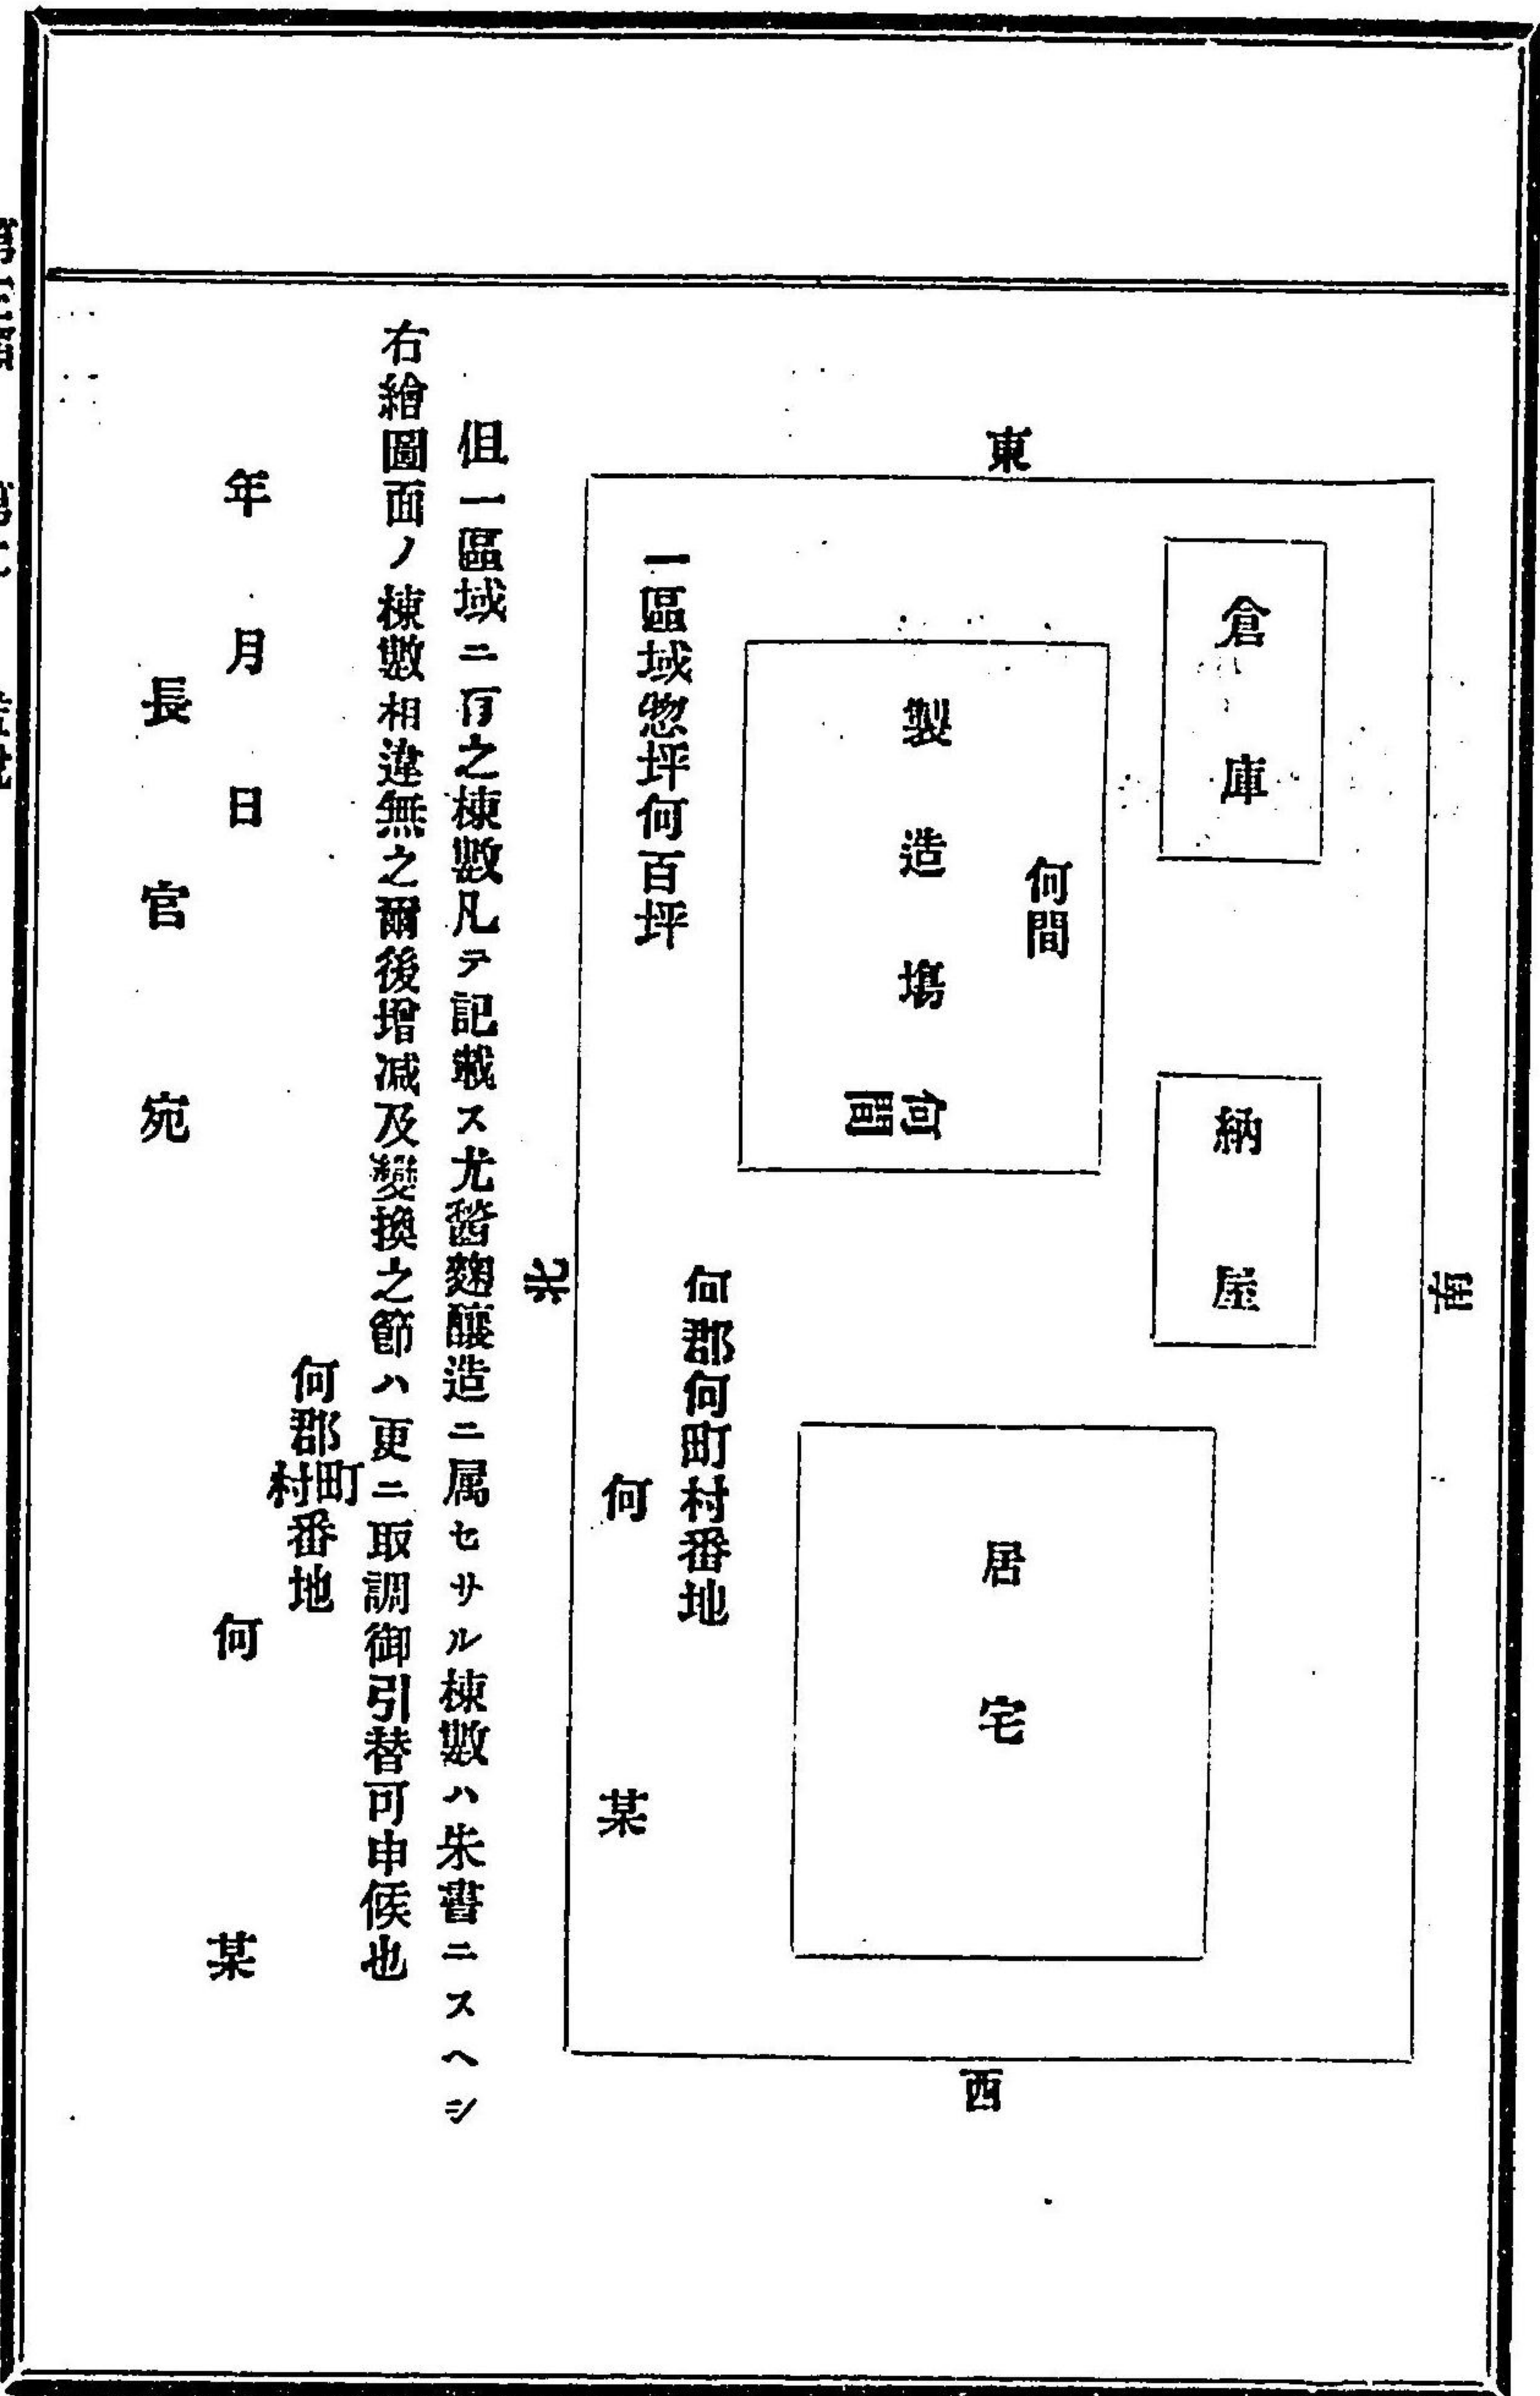 東
南
西
北
倉庫
納屋
何間
製造場
何間
居宅
何郡何町村番地
何某
一區域惣坪何百坪
但一區域ニ有之棟數凡テ記載ス尤醬麴釀造ニ属セサル棟數ハ朱書ニスヘシ
右繪圖面ノ棟數相違無之爾後增減及變換之節ハ更ニ取調御引替可申候也
何郡町村番地
年月日
何某
長官宛